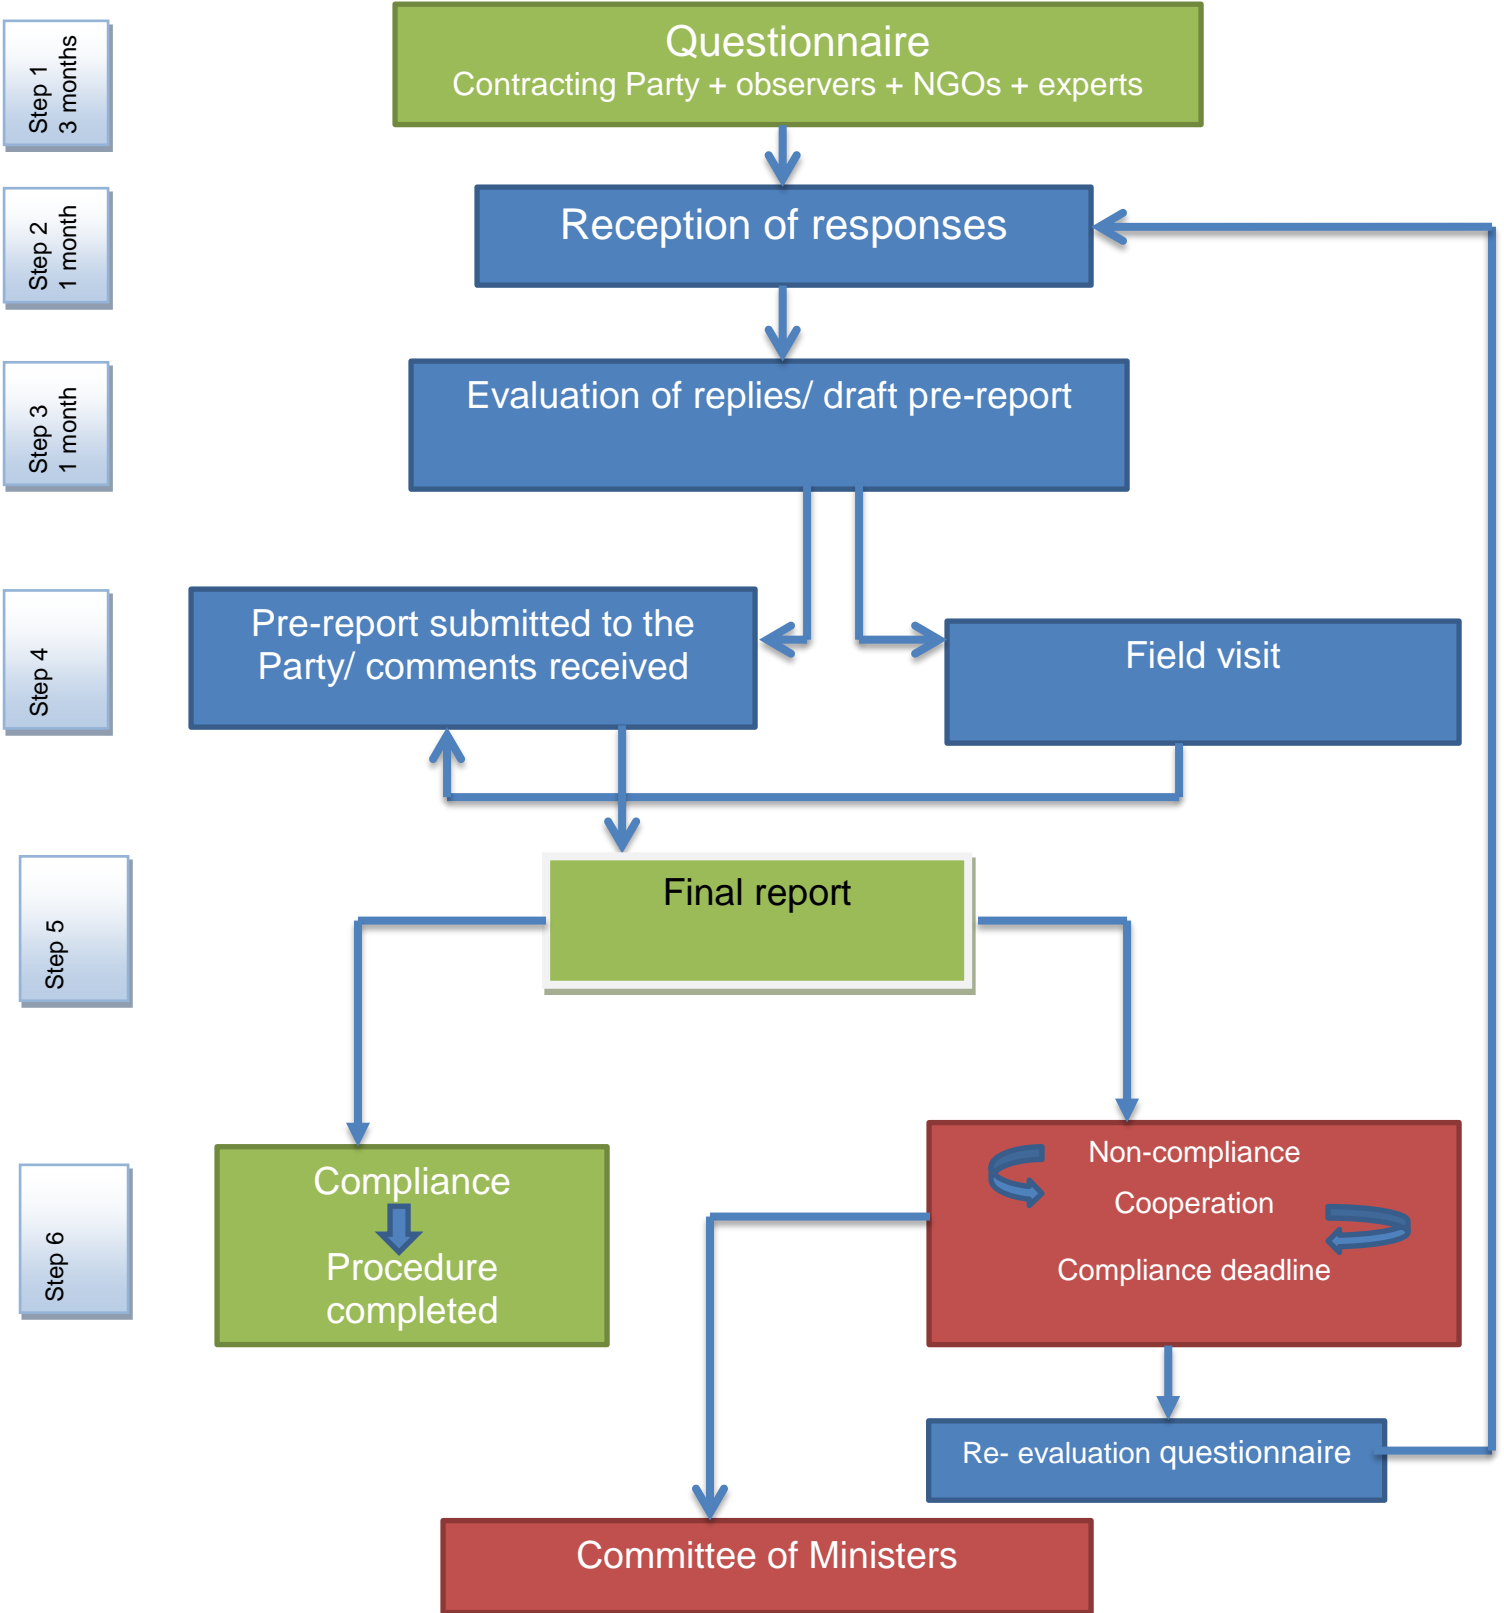 Step 1
3 months
Questionnaire
Contracting Party + observers + NGOs + experts
Step 2
1 month
Reception of responses
Step 3
1 month
Evaluation of replies/ draft pre-report
Step 4
Pre-report submitted to the
Party/ comments received
Field visit
Step 5
Final report
Step 6
Compliance
Procedure
completed
Non-compliance
Cooperation
Compliance deadline
Re- evaluation questionnaire
Committee of Ministers